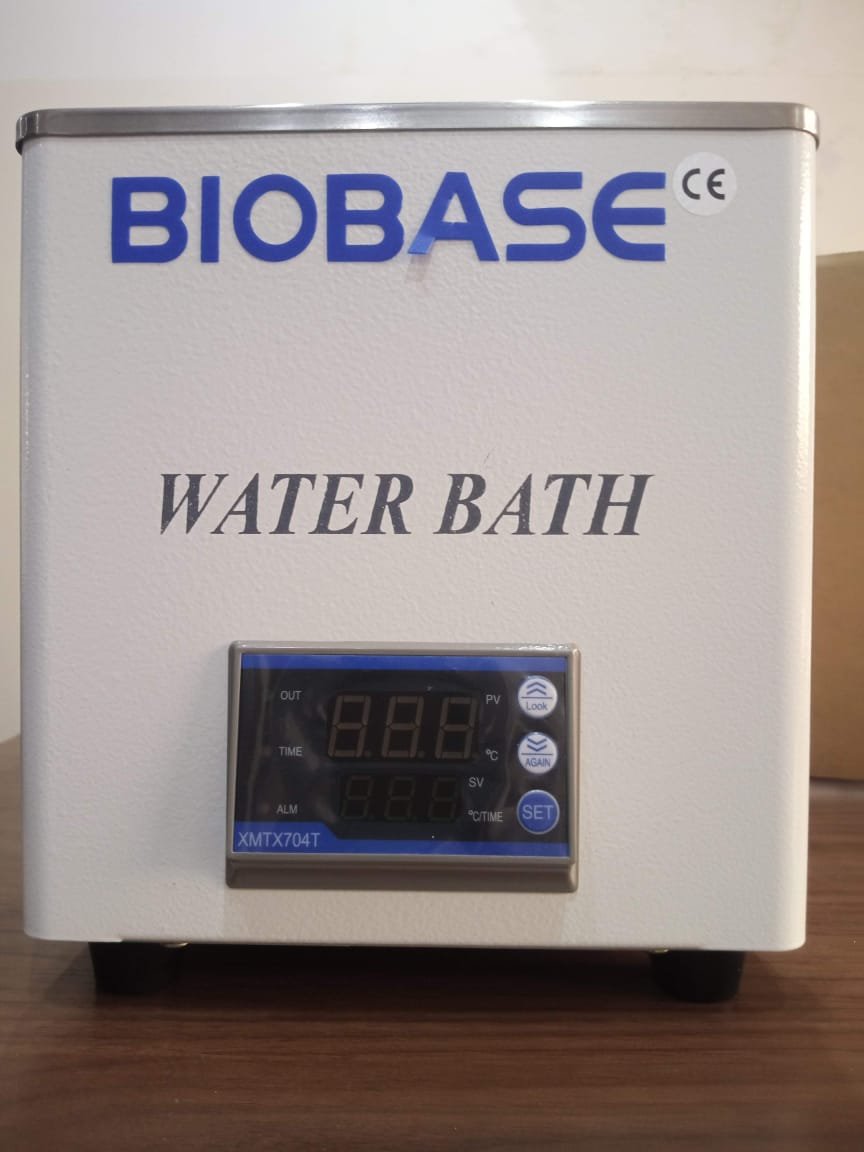 BIOBASE CE
WATER BATH
OUT
PV
Look
TIME
°C
AGAIN
SV
ALM
°C/TIME
SET
XMTX704T